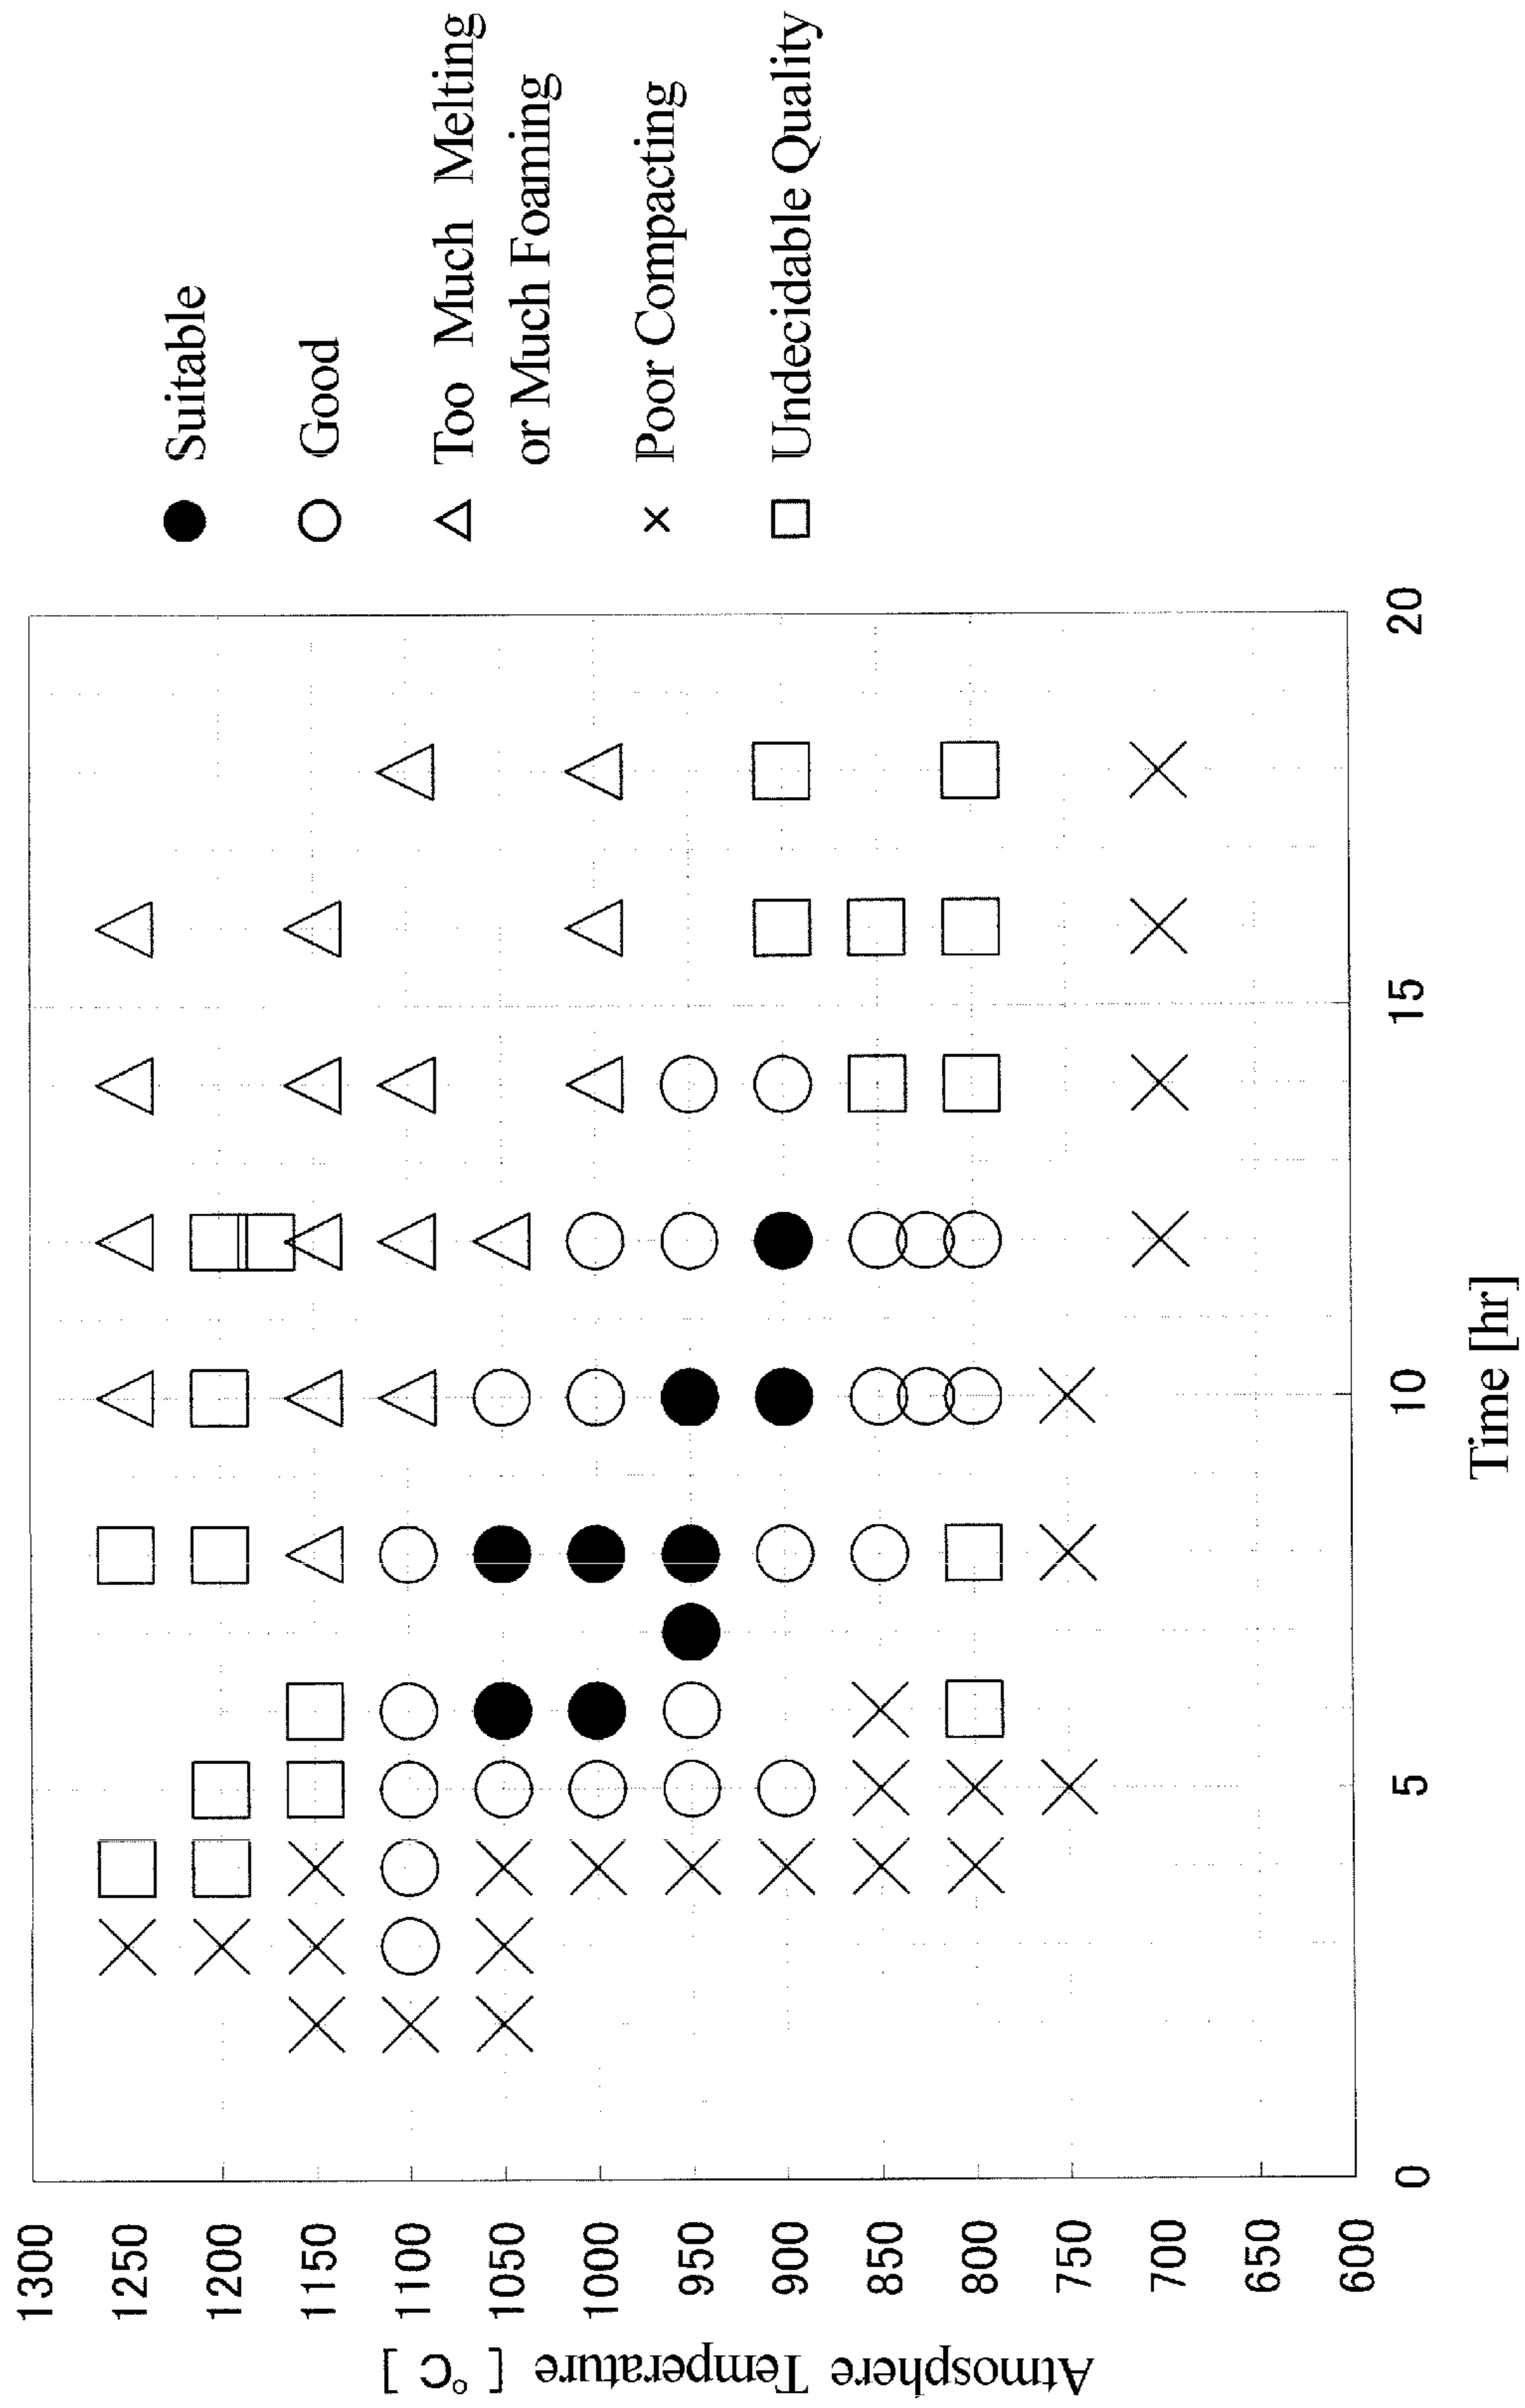 Atmosphere Temperature [ °C ]
1300
1250
1200
1150
1100
1050
1000
950
900
850
800
750
700
650
600
0
5
10
15
20
Time [hr]
Suitable
Good
Too Much Melting
or Much Foaming
Poor Compacting
Undecidable Quality